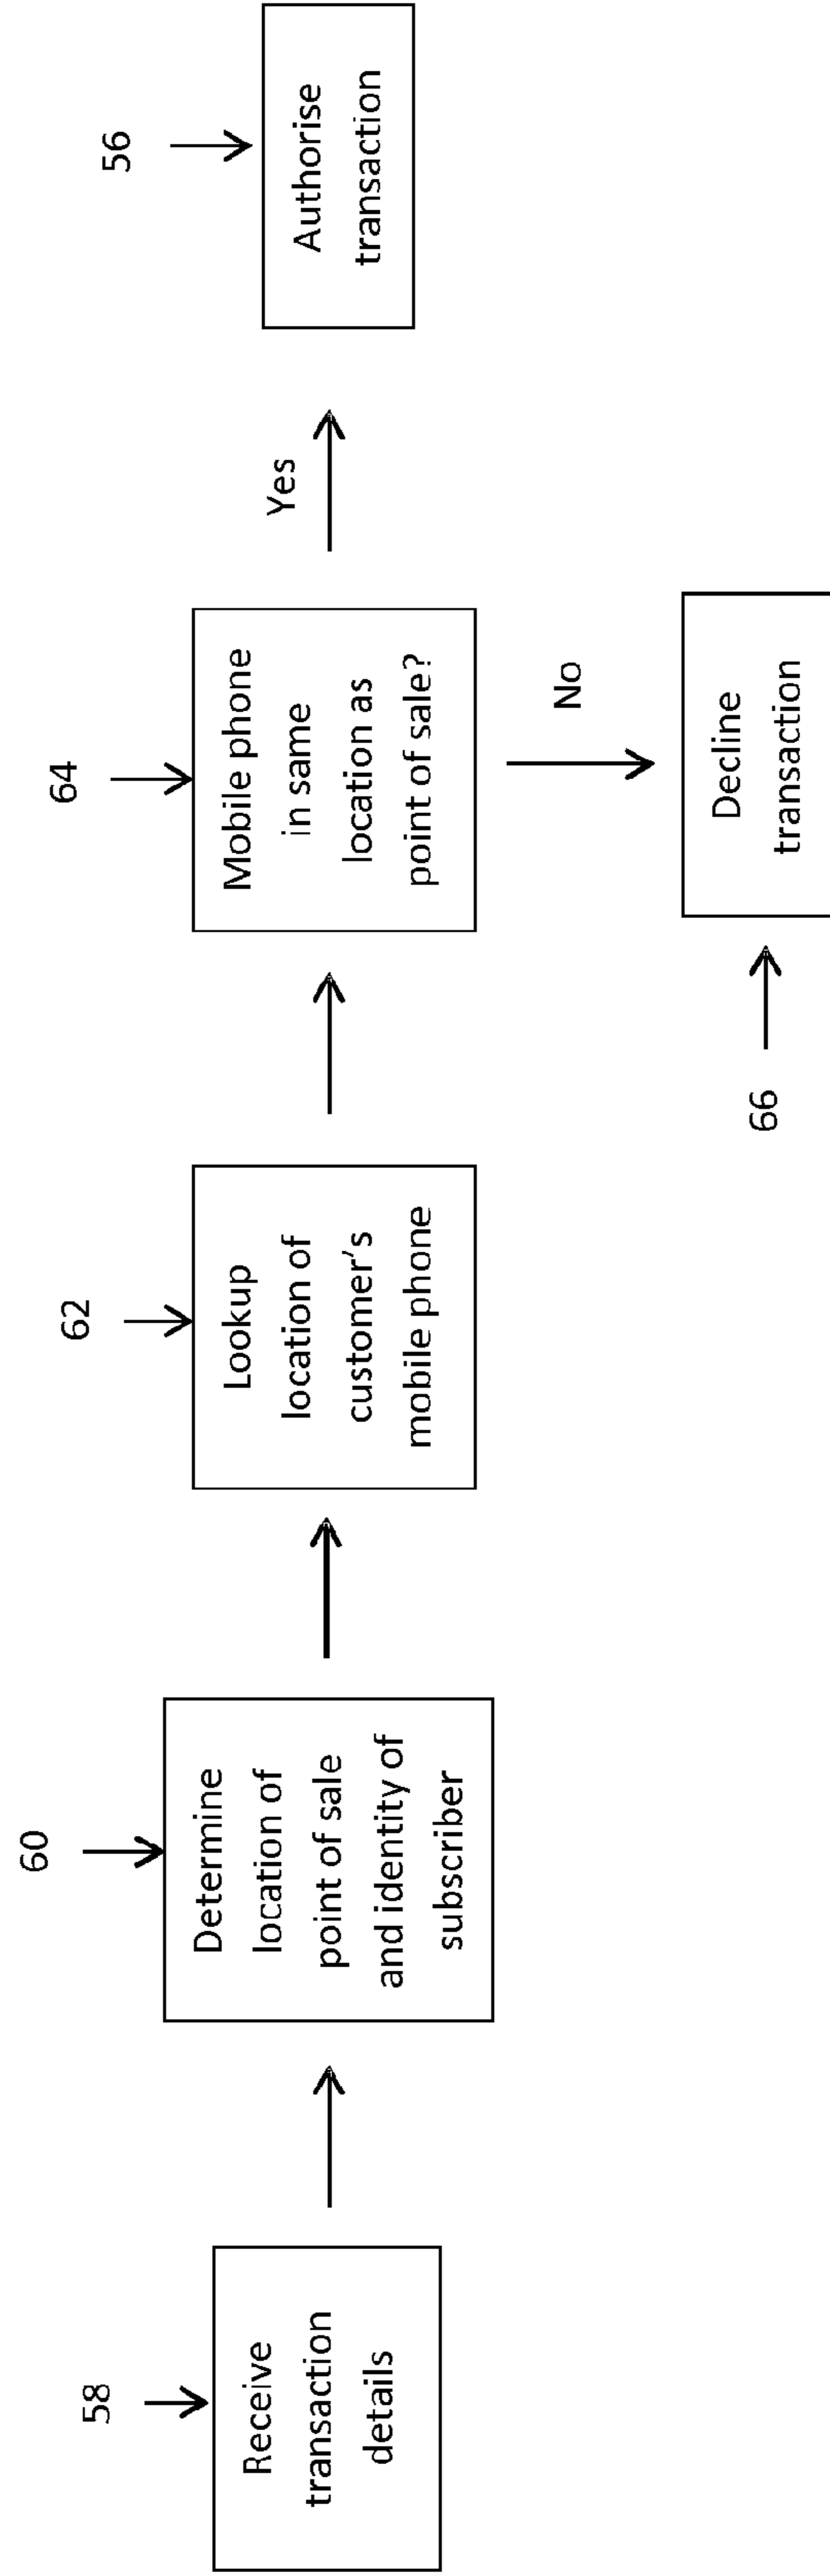 58
Receive
transaction
details
60
Determine
location of
point of sale
and identity of
subscriber
62
Lookup
location of
customer's
mobile phone
64
Mobile phone
in same
location as
point of sale?
Yes
56
Authorise
transaction
No
66
Decline
transaction